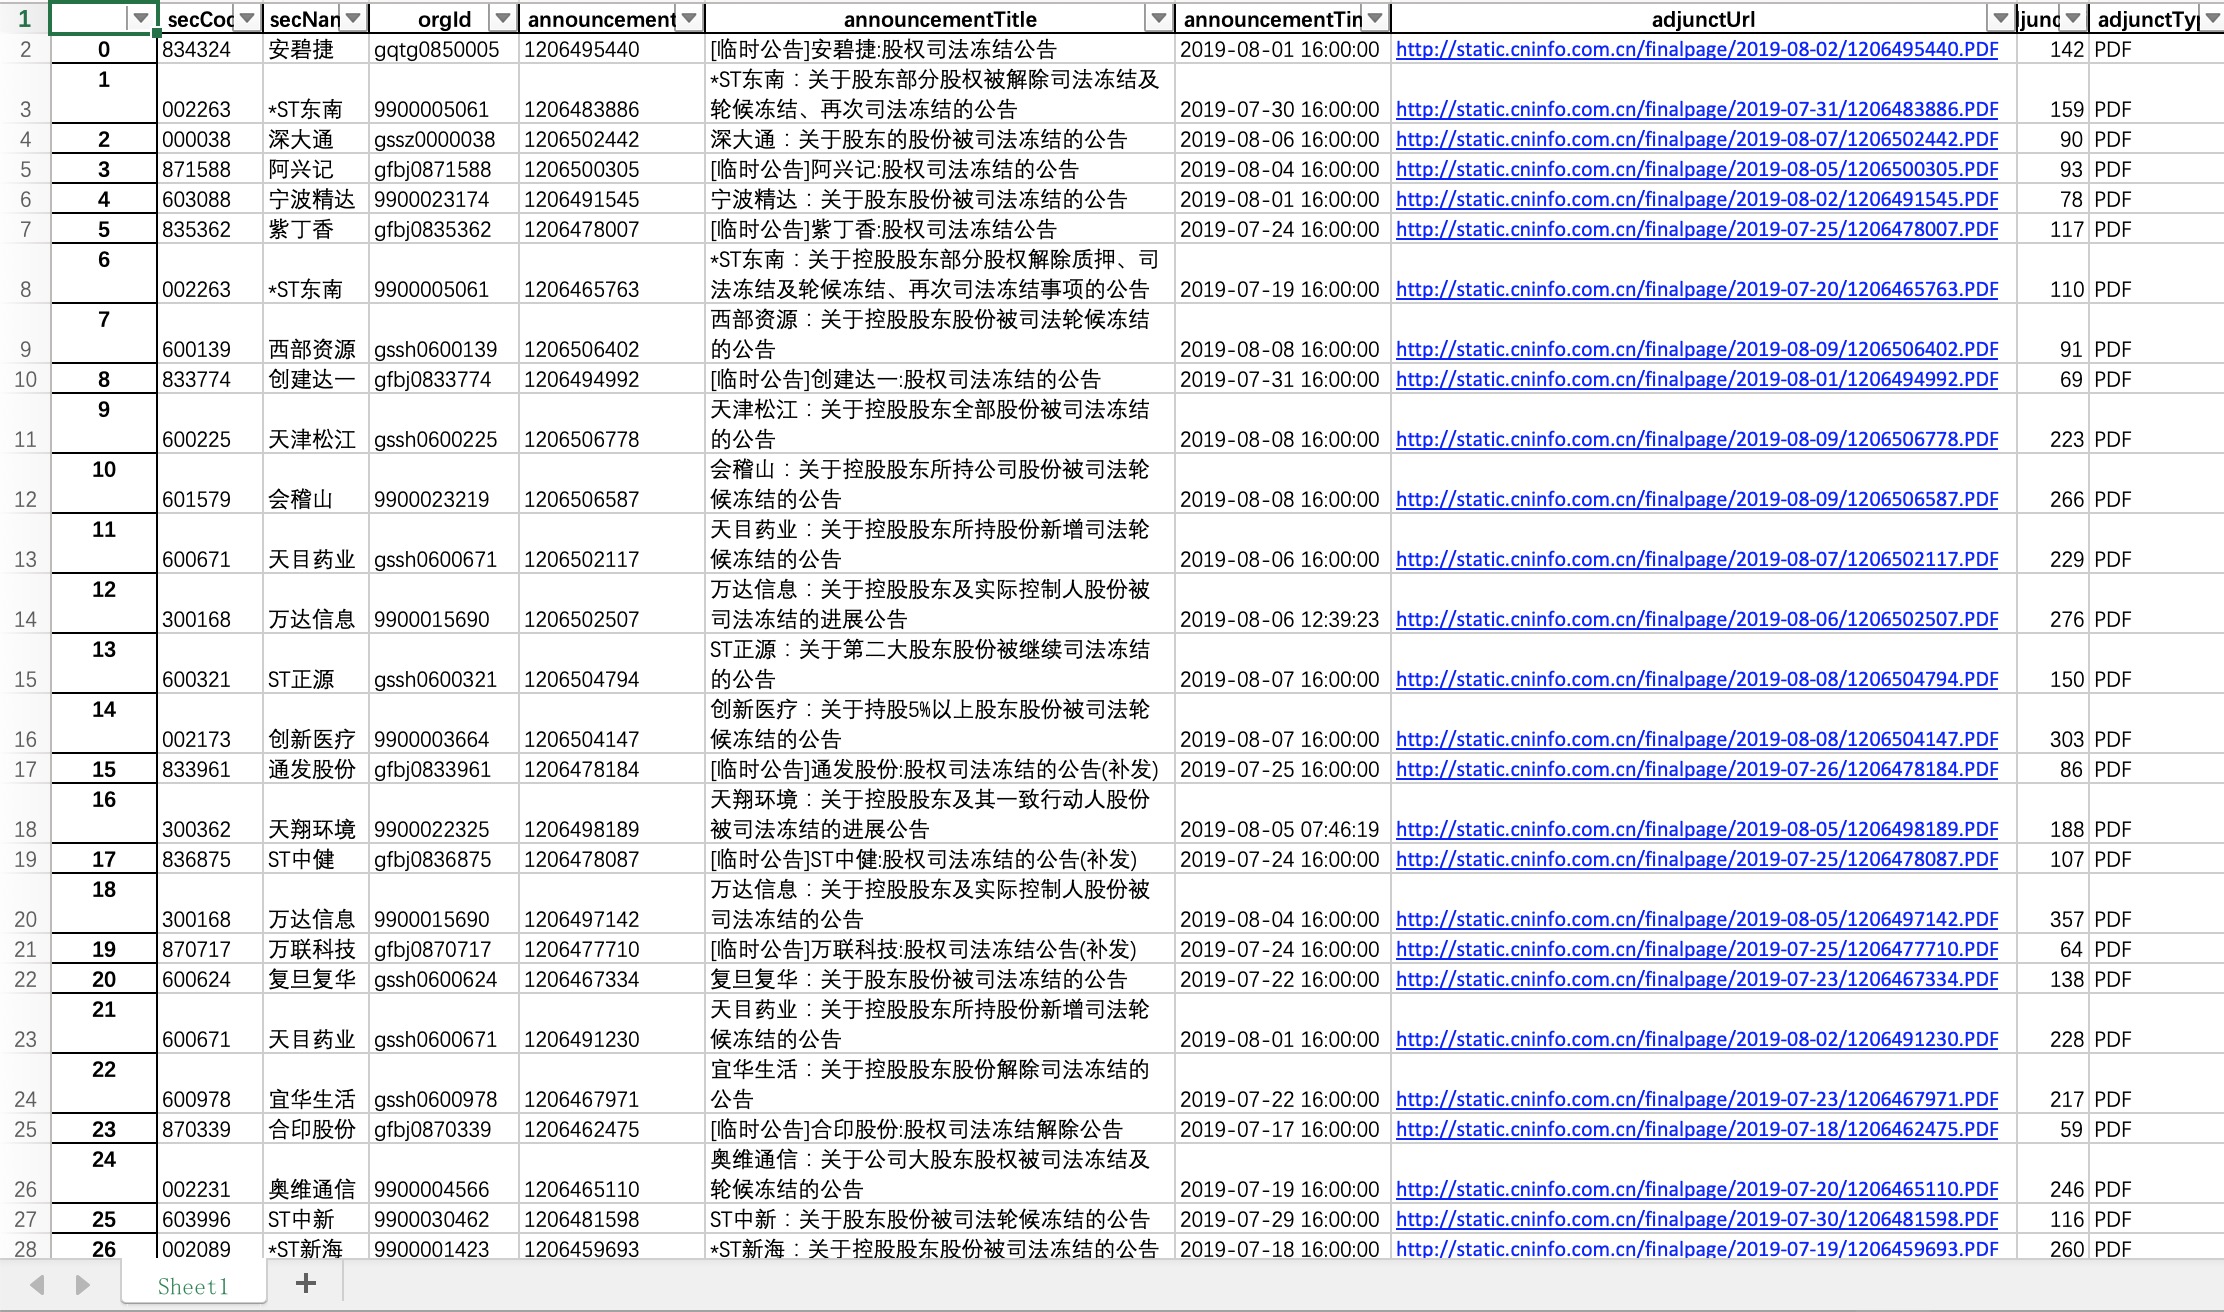 1 secCod secNan orgId announcement announcementTitle announcementTin adjunctUrl djunc adjunctTy
2 0 834324 安碧捷 gqtg0850005 1206495440 [临时公告]安碧捷:股权司法冻结公告 2019-08-01 16:00:00 http://static.cninfo.com.cn/finalpage/2019-08-02/1206495440.PDF 142 PDF
1 *ST东南：关于股东部分股权被解除司法冻结及
3 002263 *ST东南 9900005061 1206483886 轮候冻结、再次司法冻结的公告 2019-07-30 16:00:00 http://static.cninfo.com.cn/finalpage/2019-07-31/1206483886.PDF 159 PDF
4 2 000038 深大通 gssz0000038 1206502442 深大通：关于股东的股份被司法冻结的公告 2019-08-06 16:00:00 http://static.cninfo.com.cn/finalpage/2019-08-07/1206502442.PDF 90 PDF
5 3 871588 阿兴记 gfbj0871588 1206500305 [临时公告]阿兴记:股权司法冻结的公告 2019-08-04 16:00:00 http://static.cninfo.com.cn/finalpage/2019-08-05/1206500305.PDF 93 PDF
6 4 603088 宁波精达 9900023174 1206491545 宁波精达：关于股东股份被司法冻结的公告 2019-08-01 16:00:00 http://static.cninfo.com.cn/finalpage/2019-08-02/1206491545.PDF 78 PDF
7 5 835362 紫丁香 gfbj0835362 1206478007 [临时公告]紫丁香:股权司法冻结公告 2019-07-24 16:00:00 http://static.cninfo.com.cn/finalpage/2019-07-25/1206478007.PDF 117 PDF
6 *ST东南：关于控股股东部分股权解除质押、司
8 002263 *ST东南 9900005061 1206465763 法冻结及轮候冻结、再次司法冻结事项的公告 2019-07-19 16:00:00 http://static.cninfo.com.cn/finalpage/2019-07-20/1206465763.PDF 110 PDF
7 西部资源：关于控股股东股份被司法轮候冻结
9 600139 西部资源 gssh0600139 1206506402 的公告 2019-08-08 16:00:00 http://static.cninfo.com.cn/finalpage/2019-08-09/1206506402.PDF 91 PDF
10 8 833774 创建达一 gfbj0833774 1206494992 [临时公告]创建达一:股权司法冻结的公告 2019-07-31 16:00:00 http://static.cninfo.com.cn/finalpage/2019-08-01/1206494992.PDF 69 PDF
9 天津松江：关于控股股东全部股份被司法冻结
11 600225 天津松江 gssh0600225 1206506778 的公告 2019-08-08 16:00:00 http://static.cninfo.com.cn/finalpage/2019-08-09/1206506778.PDF 223 PDF
10 会稽山：关于控股股东所持公司股份被司法轮
12 601579 会稽山 9900023219 1206506587 候冻结的公告 2019-08-08 16:00:00 http://static.cninfo.com.cn/finalpage/2019-08-09/1206506587.PDF 266 PDF
11 天目药业：关于控股股东所持股份新增司法轮
13 600671 天目药业 gssh0600671 1206502117 候冻结的公告 2019-08-06 16:00:00 http://static.cninfo.com.cn/finalpage/2019-08-07/1206502117.PDF 229 PDF
12 万达信息：关于控股股东及实际控制人股份被
14 300168 万达信息 9900015690 1206502507 司法冻结的进展公告 2019-08-06 12:39:23 http://static.cninfo.com.cn/finalpage/2019-08-06/1206502507.PDF 276 PDF
13 ST正源：关于第二大股东股份被继续司法冻结
15 600321 ST正源 gssh0600321 1206504794 的公告 2019-08-07 16:00:00 http://static.cninfo.com.cn/finalpage/2019-08-08/1206504794.PDF 150 PDF
14 创新医疗：关于持股5%以上股东股份被司法轮
16 002173 创新医疗 9900003664 1206504147 候冻结的公告 2019-08-07 16:00:00 http://static.cninfo.com.cn/finalpage/2019-08-08/1206504147.PDF 303 PDF
17 15 833961 通发股份 gfbj0833961 1206478184 [临时公告]通发股份:股权司法冻结的公告(补发) 2019-07-25 16:00:00 http://static.cninfo.com.cn/finalpage/2019-07-26/1206478184.PDF 86 PDF
16 天翔环境：关于控股股东及其一致行动人股份
18 300362 天翔环境 9900022325 1206498189 被司法冻结的进展公告 2019-08-05 07:46:19 http://static.cninfo.com.cn/finalpage/2019-08-05/1206498189.PDF 188 PDF
19 17 836875 ST中健 gfbj0836875 1206478087 [临时公告]ST中健:股权司法冻结的公告(补发) 2019-07-24 16:00:00 http://static.cninfo.com.cn/finalpage/2019-07-25/1206478087.PDF 107 PDF
18 万达信息：关于控股股东及实际控制人股份被
20 300168 万达信息 9900015690 1206497142 司法冻结的公告 2019-08-04 16:00:00 http://static.cninfo.com.cn/finalpage/2019-08-05/1206497142.PDF 357 PDF
21 19 870717 万联科技 gfbj0870717 1206477710 [临时公告]万联科技:股权司法冻结公告(补发) 2019-07-24 16:00:00 http://static.cninfo.com.cn/finalpage/2019-07-25/1206477710.PDF 64 PDF
22 20 600624 复旦复华 gssh0600624 1206467334 复旦复华：关于股东股份被司法冻结的公告 2019-07-22 16:00:00 http://static.cninfo.com.cn/finalpage/2019-07-23/1206467334.PDF 138 PDF
21 天目药业：关于控股股东所持股份新增司法轮
23 600671 天目药业 gssh0600671 1206491230 候冻结的公告 2019-08-01 16:00:00 http://static.cninfo.com.cn/finalpage/2019-08-02/1206491230.PDF 228 PDF
22 宜华生活：关于控股股东股份解除司法冻结的
24 600978 宜华生活 gssh0600978 1206467971 公告 2019-07-22 16:00:00 http://static.cninfo.com.cn/finalpage/2019-07-23/1206467971.PDF 217 PDF
25 23 870339 合印股份 gfbj0870339 1206462475 [临时公告]合印股份:股权司法冻结解除公告 2019-07-17 16:00:00 http://static.cninfo.com.cn/finalpage/2019-07-18/1206462475.PDF 59 PDF
24 奥维通信：关于公司大股东股权被司法冻结及
26 002231 奥维通信 9900004566 1206465110 轮候冻结的公告 2019-07-19 16:00:00 http://static.cninfo.com.cn/finalpage/2019-07-20/1206465110.PDF 246 PDF
27 25 603996 ST中新 9900030462 1206481598 ST中新：关于股东股份被司法轮候冻结的公告 2019-07-29 16:00:00 http://static.cninfo.com.cn/finalpage/2019-07-30/1206481598.PDF 116 PDF
28 26 002089 *ST新海 9900001423 1206459693 *ST新海：关于控股股东股份被司法冻结的公告 2019-07-18 16:00:00 http://static.cninfo.com.cn/finalpage/2019-07-19/1206459693.PDF 260 PDF
Sheet1